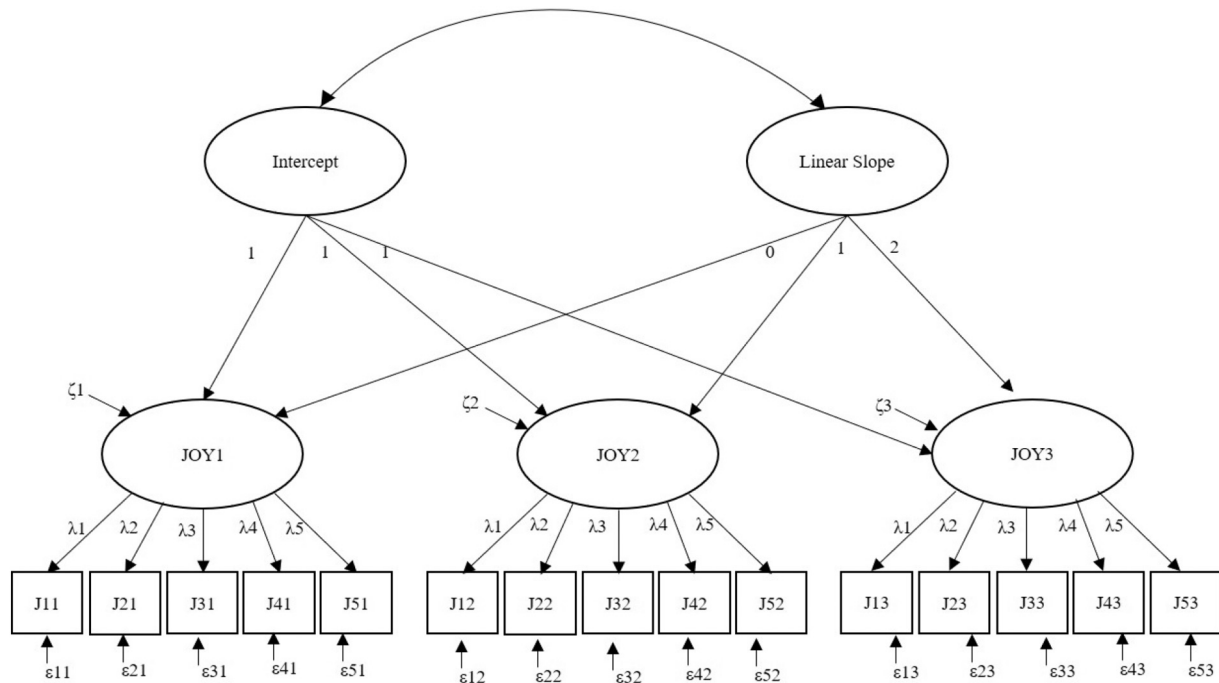 Intercept Linear Slope
1 1 1 0 1 2
ζ1 ζ2 ζ3
JOY1 JOY2 JOY3
λ1 λ2 λ3 λ4 λ5 λ1 λ2 λ3 λ4 λ5 λ1 λ2 λ3 λ4 λ5
J11 J21 J31 J41 J51 J12 J22 J32 J42 J52 J13 J23 J33 J43 J53
ε11 ε21 ε31 ε41 ε51 ε12 ε22 ε32 ε42 ε52 ε13 ε23 ε33 ε43 ε53